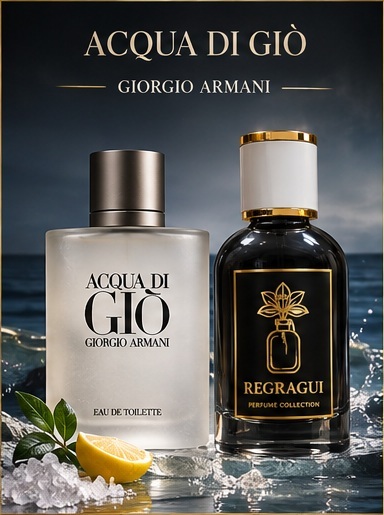 ACQUA DI GIÒ
GIORGIO ARMANI
ACQUA DI
GIÒ
GIORGIO ARMANI
EAU DE TOILETTE
REGRAGUI
PERFUME COLLECTION